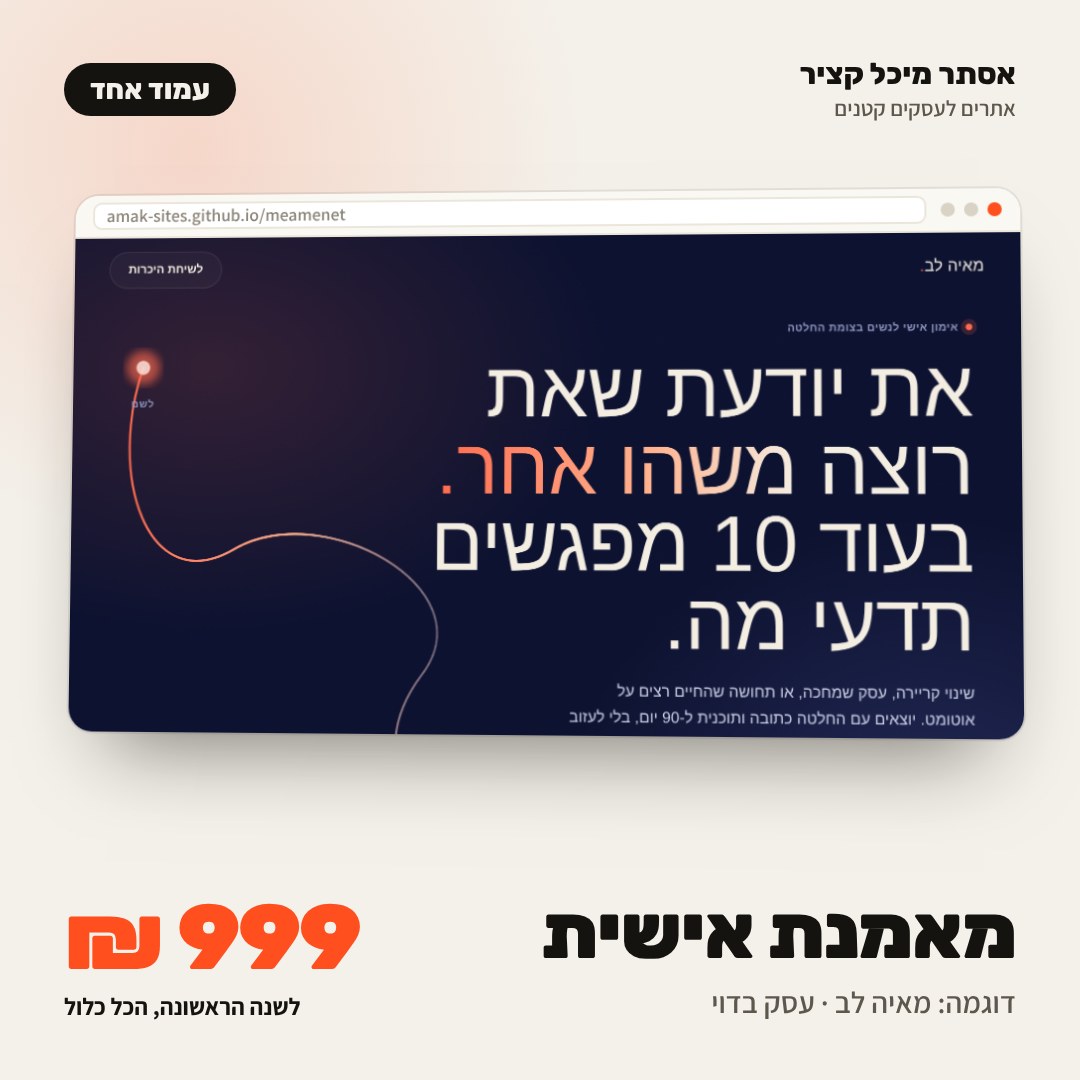 אסתר מיכל קציר
אתרים לעסקים קטנים
עמוד אחד
amak-sites.github.io/meamenet
מאיה לב.
לשיחת היכרות
אימון אישי לנשים בצומת החלטה
את יודעת שאת
רוצה משהו אחר.
בעוד 10 מפגשים
תדעי מה.
לשם
שינוי קריירה, עסק שמחכה, או תחושה שהחיים רצים על
אוטומט. יוצאים עם החלטה כתובה ותוכנית ל-90 יום, בלי לעזוב
מאמנת אישית
דוגמה: מאיה לב · עסק בדוי
999 ₪
לשנה הראשונה, הכל כלול